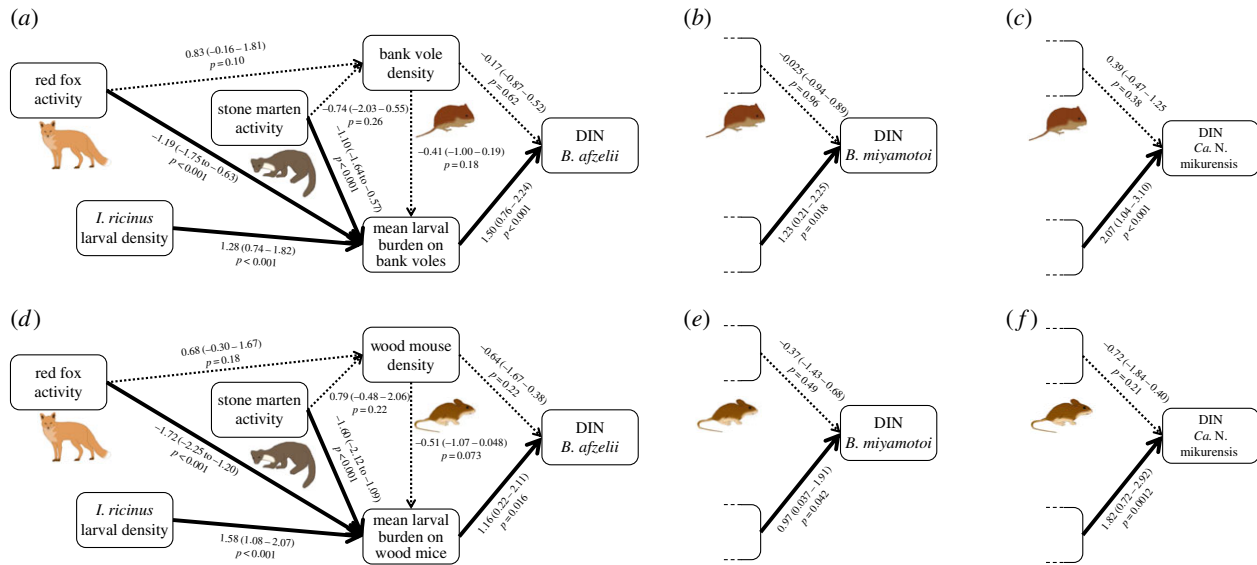 (a)
red fox
activity
0.83 (–0.16 – 1.81)
p = 0.10
bank vole
density
stone marten
activity
–0.74 (–2.03 – 0.55)
p = 0.26
–0.17 (–0.87 – 0.52)
p = 0.62
–1.19 (–1.75 to –0.63)
p < 0.001
–1.10 (–1.64 to –0.57)
p < 0.001
–0.41 (–1.00 – 0.19)
p = 0.18
DIN
B. afzelii
I. ricinus
larval density
1.28 (0.74 – 1.82)
p < 0.001
mean larval
burden on
bank voles
1.50 (0.76 – 2.24)
p < 0.001
(b)
–0.025 (–0.94 – 0.89)
p = 0.96
DIN
B. miyamotoi
1.23 (0.21 – 2.25)
p = 0.018
(c)
0.39 (–0.47 – 1.25
p = 0.38
DIN
Ca. N.
mikurensis
2.07 (1.04 – 3.10)
p < 0.001
(d)
red fox
activity
0.68 (–0.30 – 1.67)
p = 0.18
wood mouse
density
stone marten
activity
0.79 (–0.48 – 2.06)
p = 0.22
–0.64 (–1.67 – 0.38)
p = 0.22
–1.72 (–2.25 to –1.20)
p < 0.001
–1.60 (–2.12 to –1.09)
p < 0.001
–0.51 (–1.07 – 0.048)
p = 0.073
DIN
B. afzelii
I. ricinus
larval density
1.58 (1.08 – 2.07)
p < 0.001
mean larval
burden on
wood mice
1.16 (0.22 – 2.11)
p = 0.016
(e)
–0.37 (–1.43 – 0.68)
p = 0.49
DIN
B. miyamotoi
0.97 (0.037 – 1.91)
p = 0.042
(f)
–0.72 (–1.84 – 0.40)
p = 0.21
DIN
Ca. N.
mikurensis
1.82 (0.72 – 2.92)
p = 0.0012